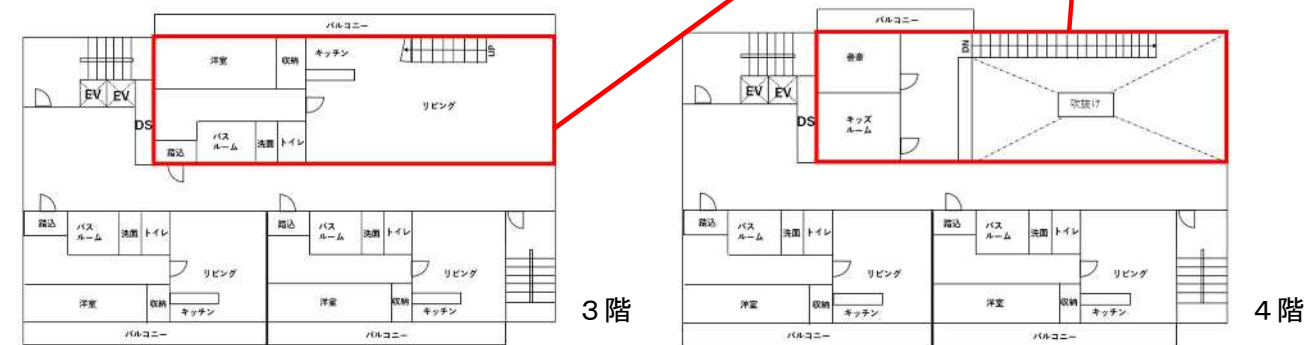 バルコニー
洋室
収納
キッチン
UP
リビング
EV
EV
DS
踏込
バス
ルーム
洗面
トイレ
踏込
バス
ルーム
洗面
トイレ
リビング
洋室
収納
キッチン
バルコニー
踏込
バス
ルーム
洗面
トイレ
リビング
洋室
収納
キッチン
バルコニー
3階
バルコニー
書斎
DN
吹抜け
EV
EV
DS
キッズ
ルーム
踏込
バス
ルーム
洗面
トイレ
リビング
洋室
収納
キッチン
バルコニー
踏込
バス
ルーム
洗面
トイレ
リビング
洋室
収納
キッチン
バルコニー
4階